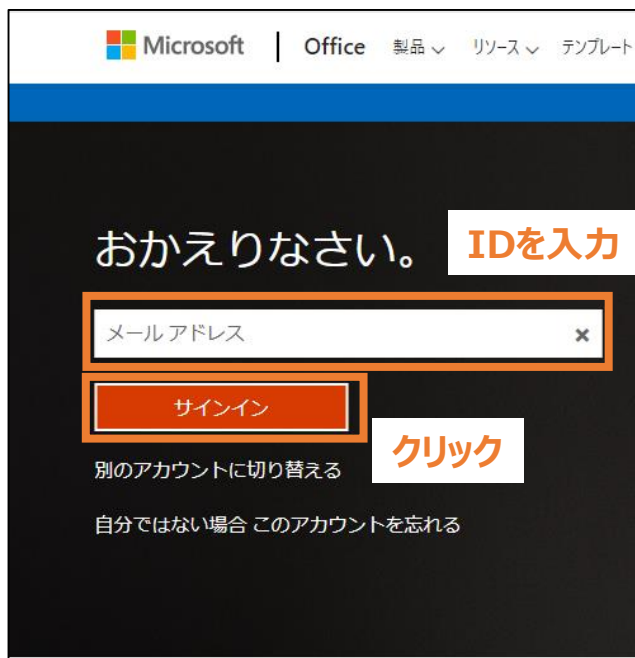 Microsoft | Office 製品 リソース テンプレート
おかえりなさい。
IDを入力
メール アドレス
サインイン
クリック
別のアカウントに切り替える
自分ではない場合 このアカウントを忘れる